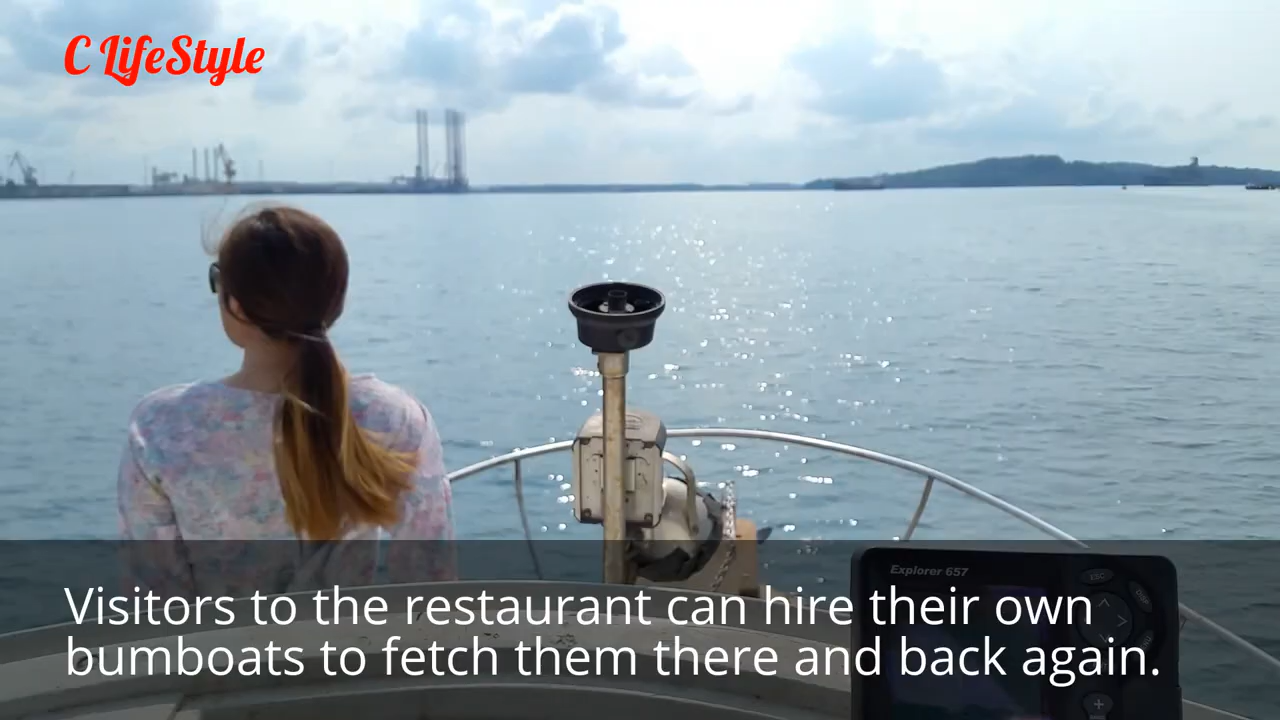 C LifeStyle
Explorer 657
ESC
Visitors to the restaurant can hire their own
bumboats to fetch them there and back again.